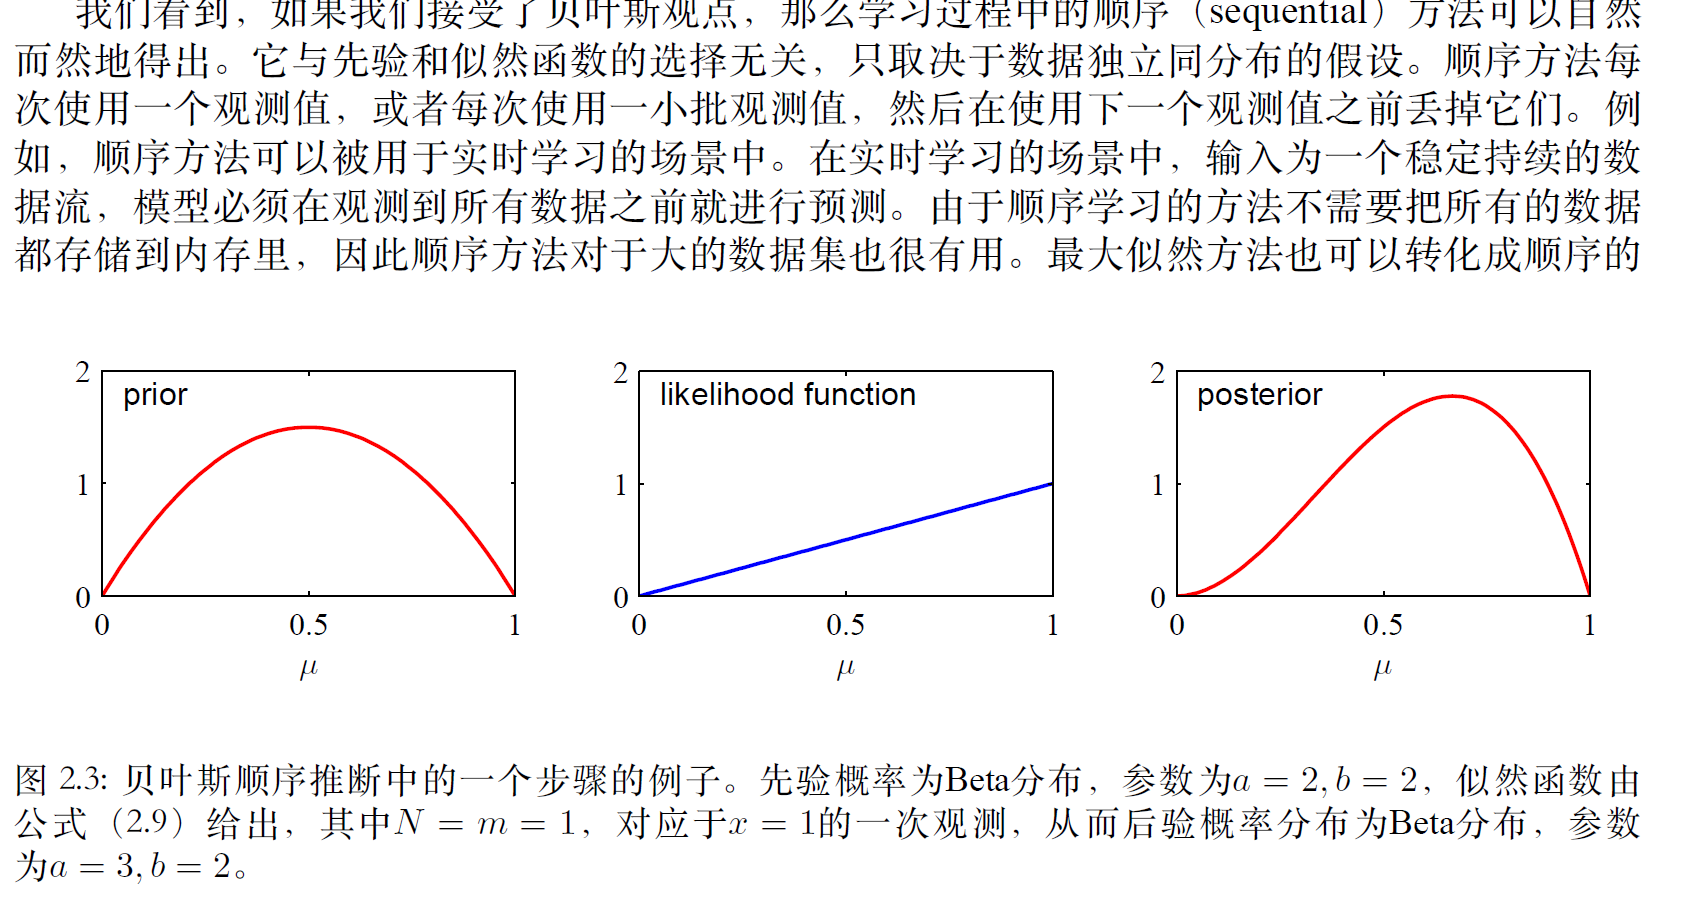 我们看到，如果我们接受了贝叶斯观点，那么学习过程中的顺序（sequential）方法可以自然
而然地得出。它与先验和似然函数的选择无关，只取决于数据独立同分布的假设。顺序方法每
次使用一个观测值，或者每次使用一小批观测值，然后在使用下一个观测值之前丢掉它们。例
如，顺序方法可以被用于实时学习的场景中。在实时学习的场景中，输入为一个稳定持续的数
据流，模型必须在观测到所有数据之前就进行预测。由于顺序学习的方法不需要把所有的数据
都存储到内存里，因此顺序方法对于大的数据集也很有用。最大似然方法也可以转化成顺序的
2
prior
1
0
0 0.5 1
μ
2
likelihood function
1
0
0 0.5 1
μ
2
posterior
1
0
0 0.5 1
μ
图 2.3: 贝叶斯顺序推断中的一个步骤的例子。先验概率为Beta分布，参数为a = 2, b = 2，似然函数由
公式（2.9）给出，其中N = m = 1，对应于x = 1的一次观测，从而后验概率分布为Beta分布，参数
为a = 3, b = 2。